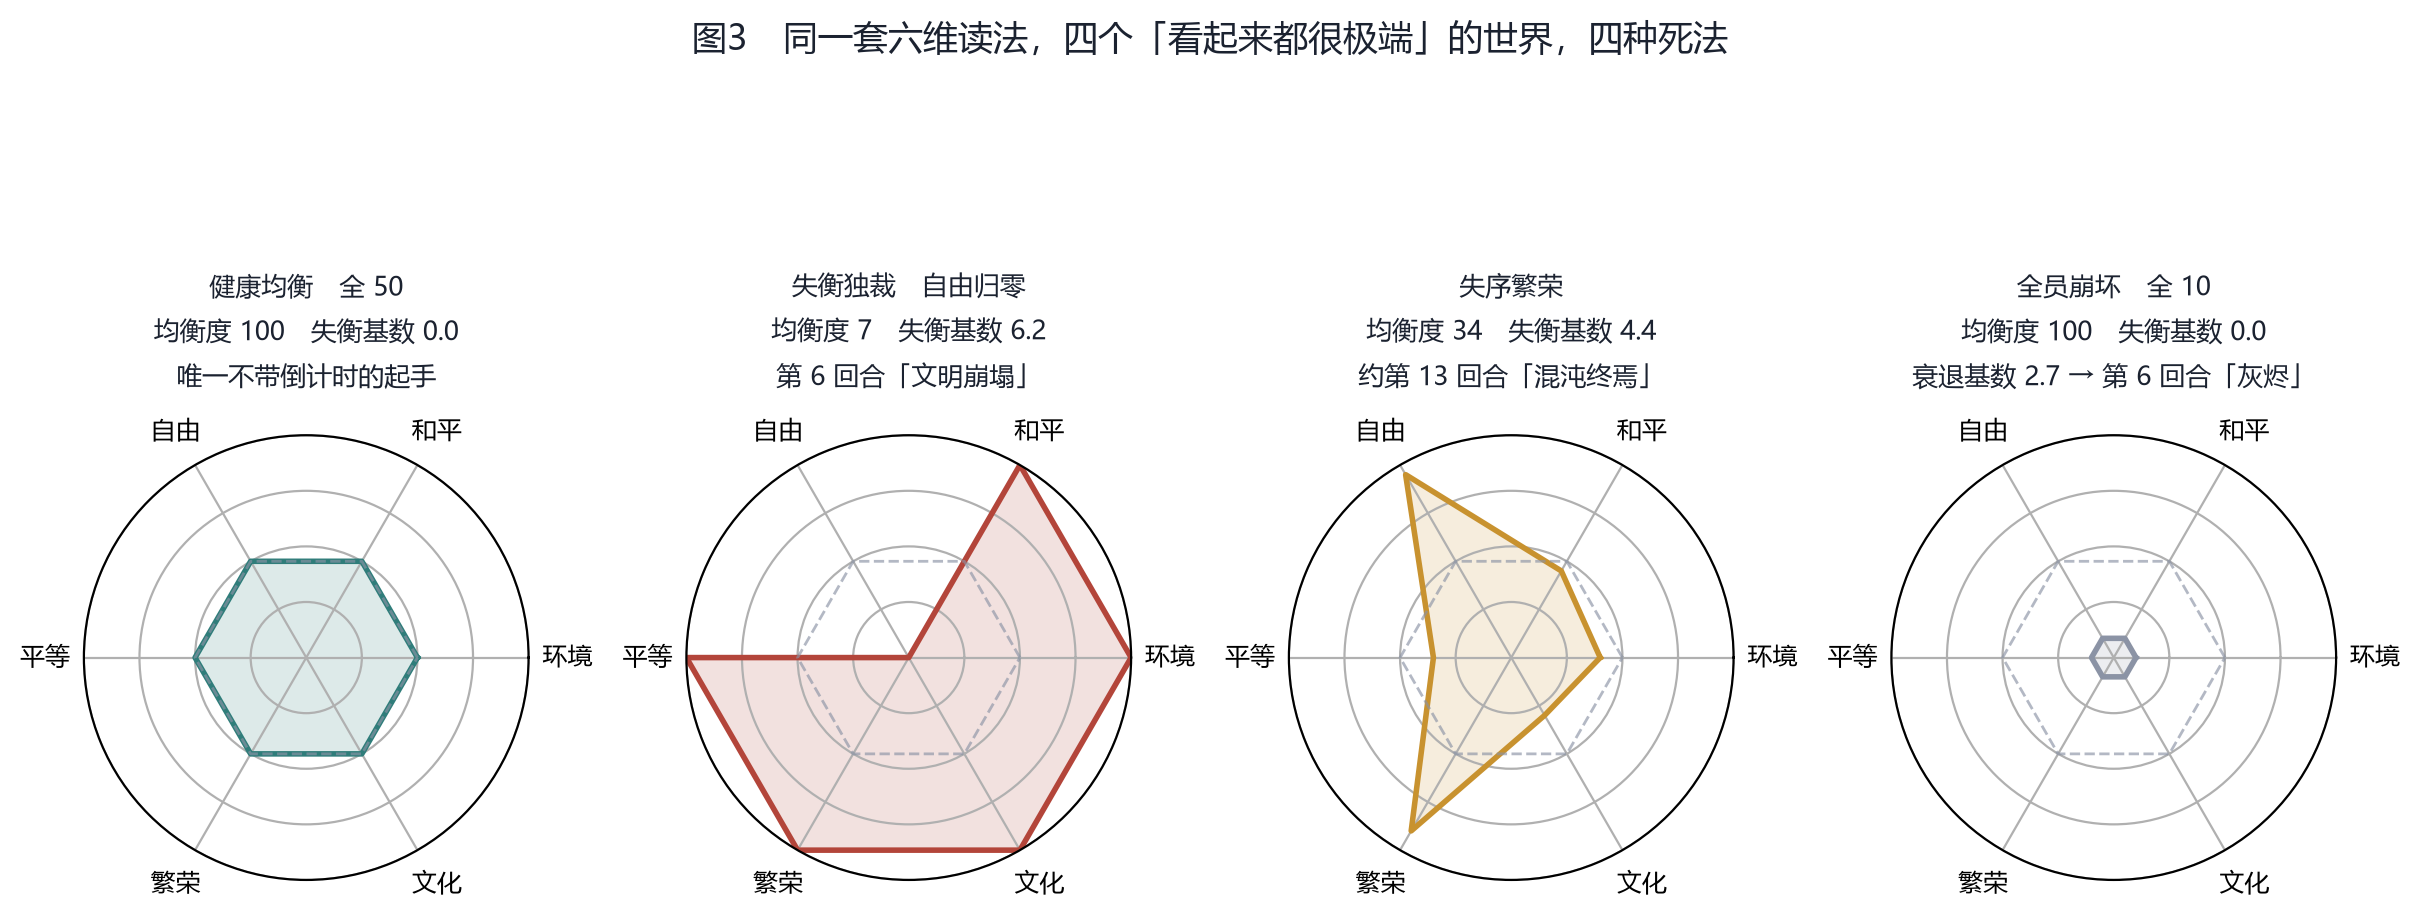 图3　同一套六维读法，四个「看起来都很极端」的世界，四种死法
健康均衡　全 50
均衡度 100　失衡基数 0.0
唯一不带倒计时的起手
自由
和平
平等
环境
繁荣
文化
失衡独裁　自由归零
均衡度 7　失衡基数 6.2
第 6 回合「文明崩塌」
自由
和平
平等
环境
繁荣
文化
失序繁荣
均衡度 34　失衡基数 4.4
约第 13 回合「混沌终焉」
自由
和平
平等
环境
繁荣
文化
全员崩坏　全 10
均衡度 100　失衡基数 0.0
衰退基数 2.7 → 第 6 回合「灰烬」
自由
和平
平等
环境
繁荣
文化